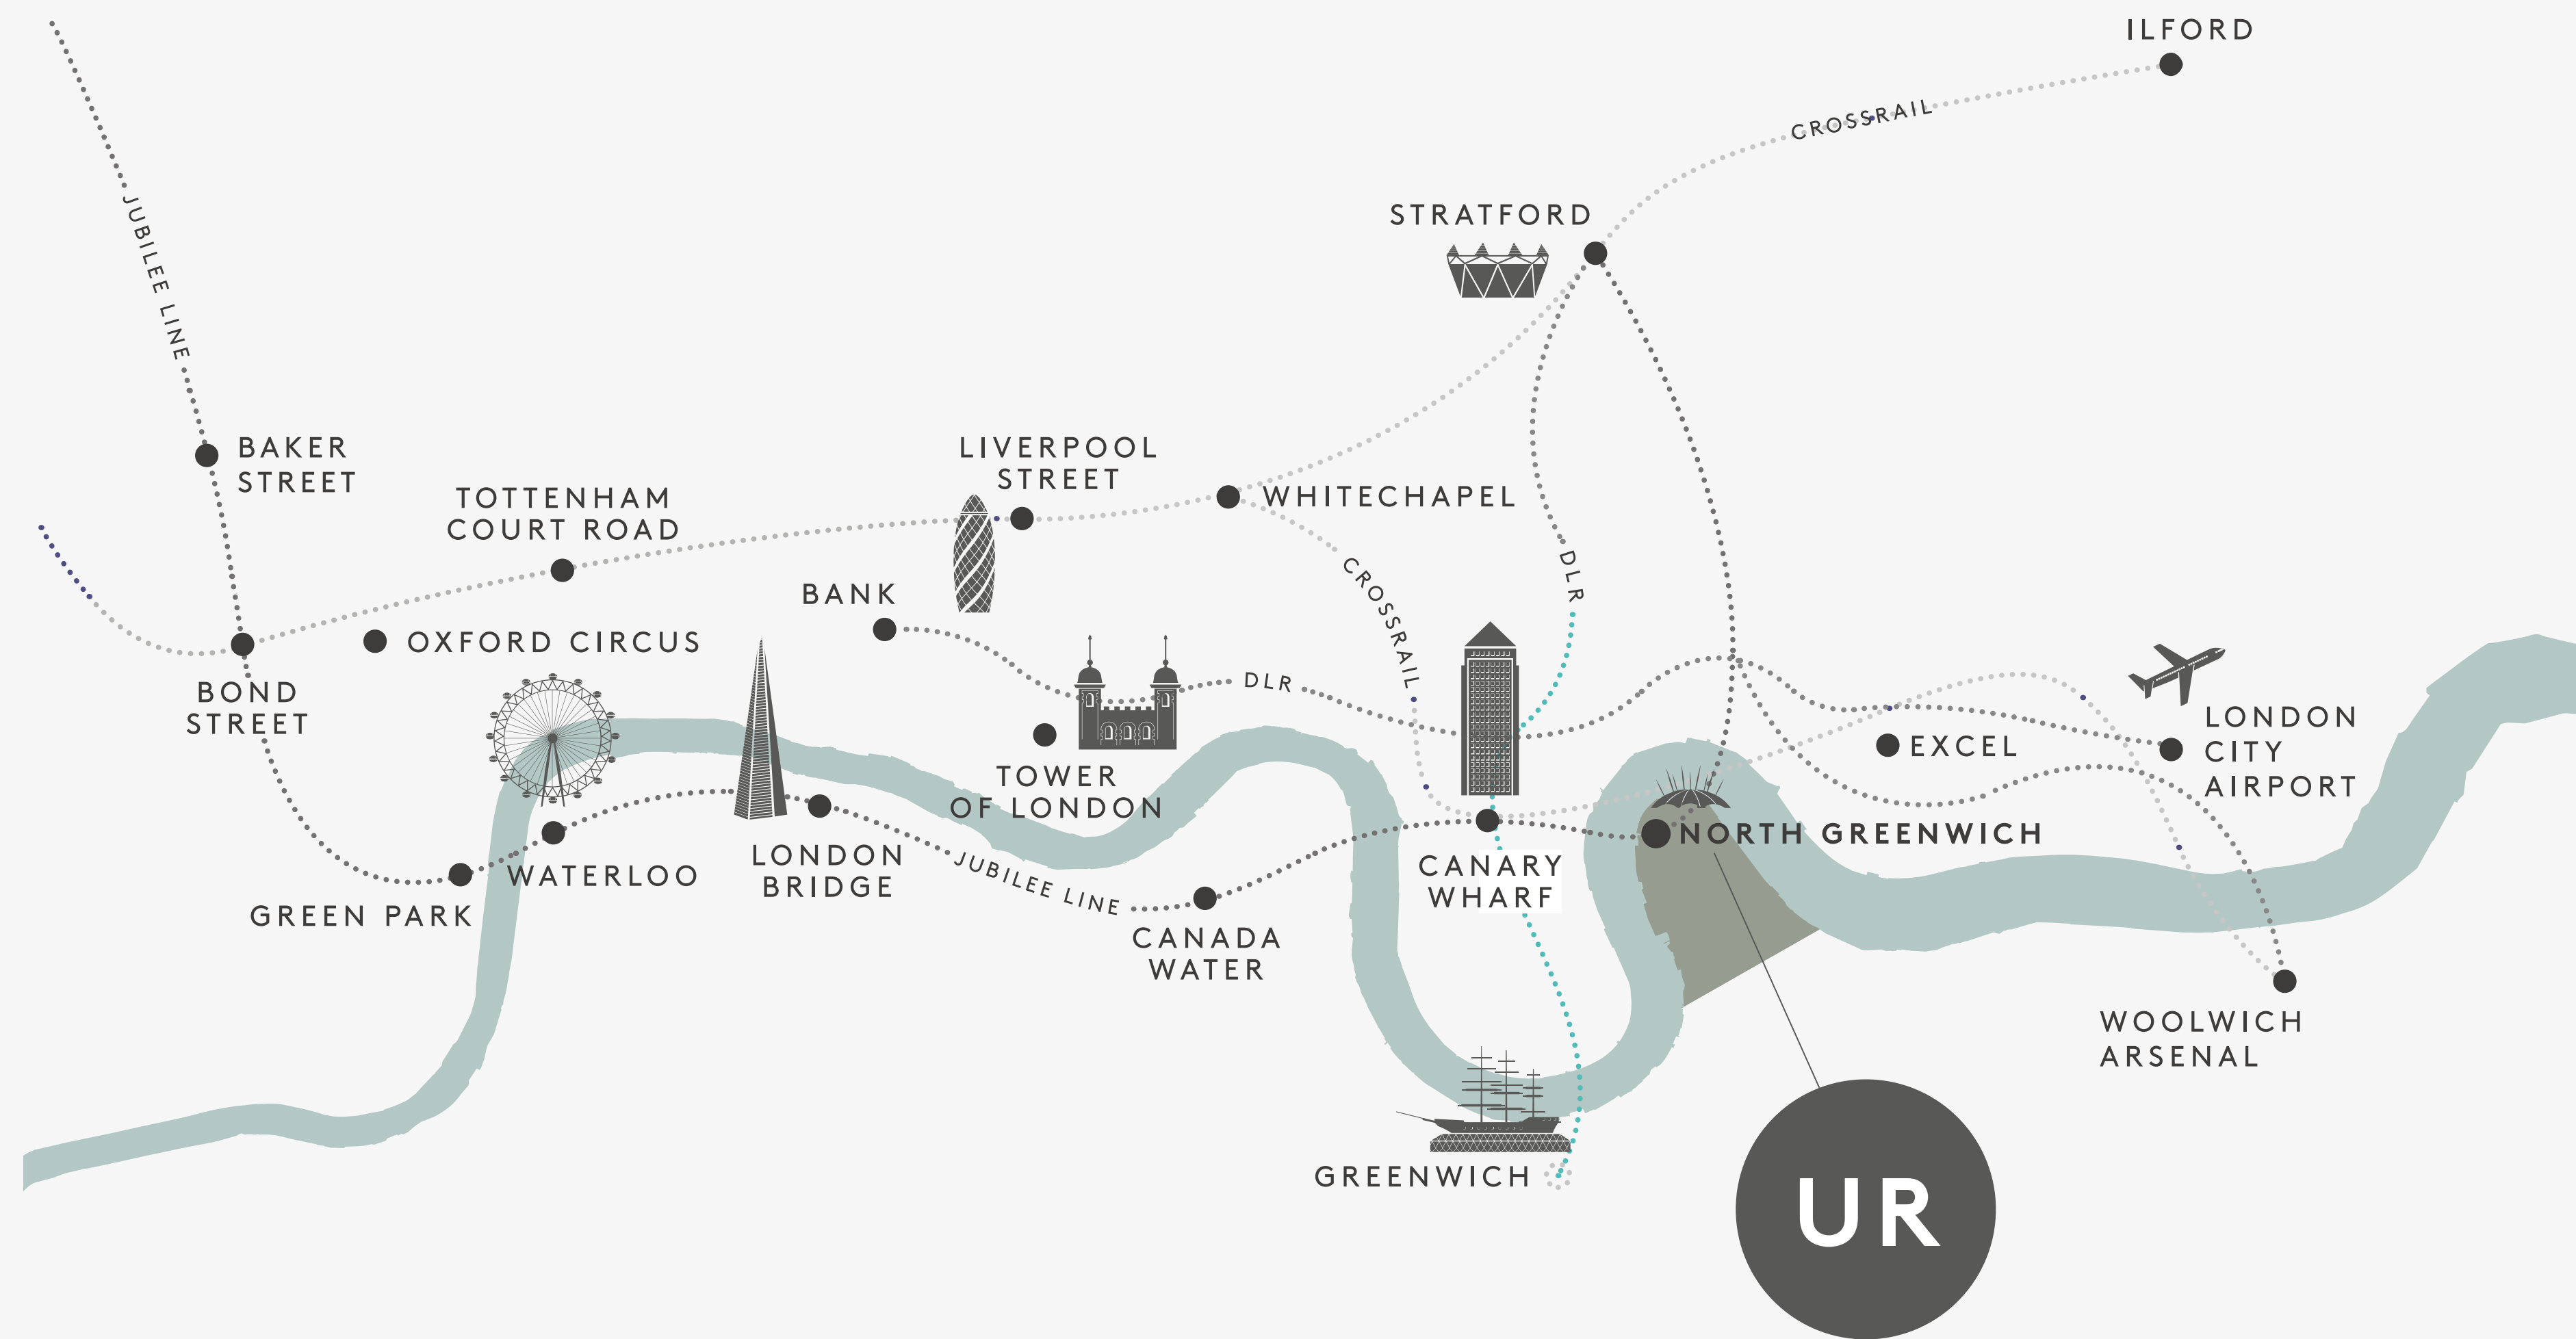 ILFORD
CROSSRAIL
STRATFORD
JUBILEE LINE
BAKER
STREET
LIVERPOOL
STREET
WHITECHAPEL
TOTTENHAM
COURT ROAD
DLR
CROSSRAIL
BANK
OXFORD CIRCUS
BOND
STREET
DLR
LONDON
CITY
AIRPORT
EXCEL
TOWER
OF LONDON
NORTH GREENWICH
CANARY
WHARF
LONDON
BRIDGE
WATERLOO
JUBILEE LINE
GREEN PARK
CANADA
WATER
WOOLWICH
ARSENAL
GREENWICH
UR